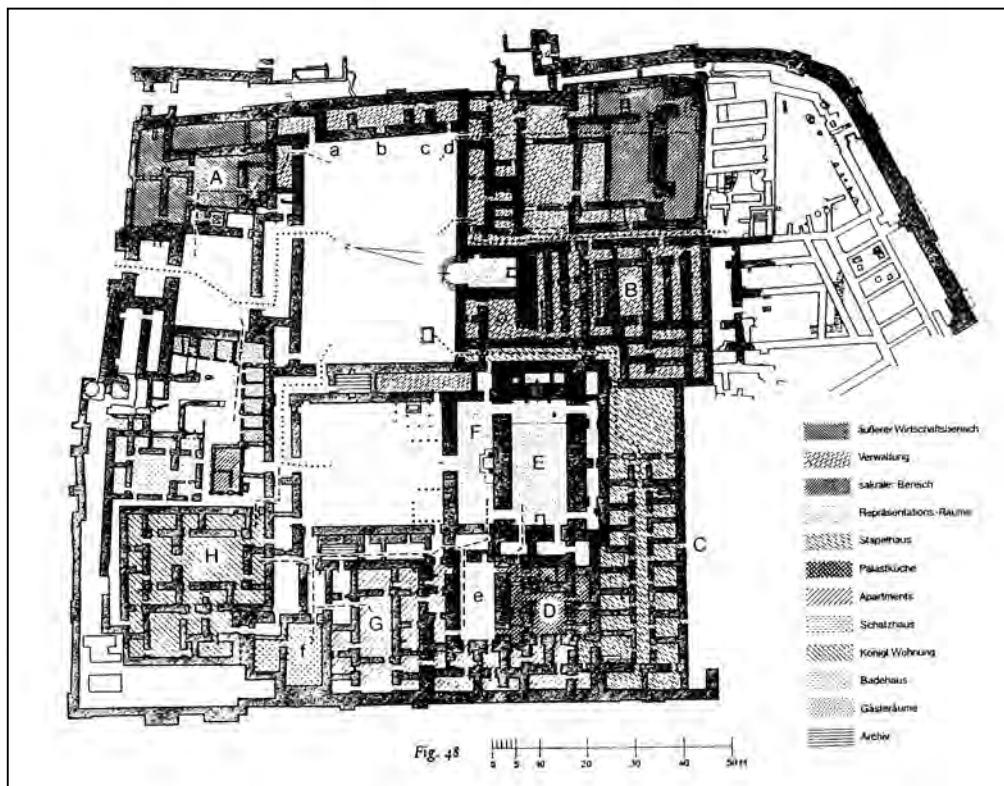 A
a
b
c
d
B
F
E
C
H
e
D
G
f
äußerer Wirtschaftsbereich
Verwaltung
sakraler Bereich
Repräsentations-Räume
Stapelhaus
Palastküche
Apartments
Schatzhaus
Königl. Wohnung
Badehaus
Gästeräume
Archiv
Fig. 48
0 5 10 20 30 40 50 m